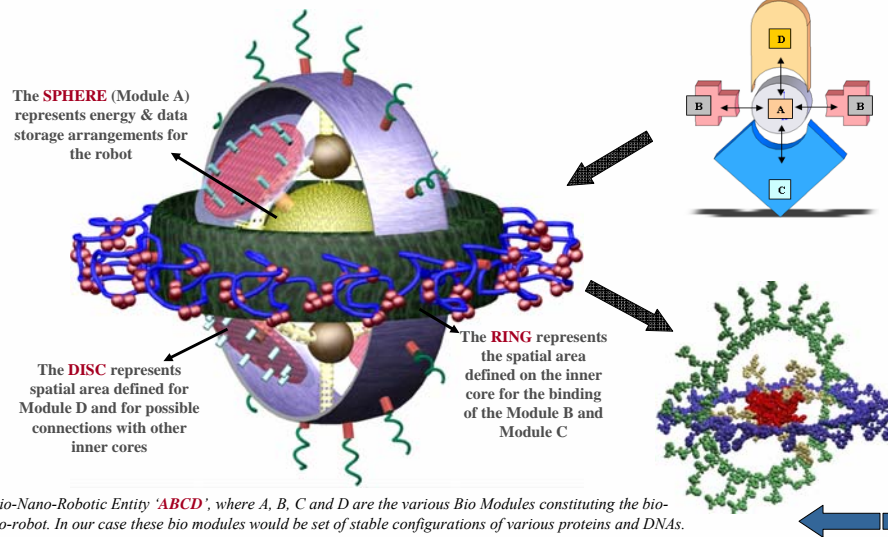 The SPHERE (Module A)
represents energy & data
storage arrangements for
the robot
D
B
A
B
C
The DISC represents
spatial area defined for
Module D and for possible
connections with other
inner cores
The RING represents
the spatial area
defined on the inner
core for the binding
of the Module B and
Module C
io-Nano-Robotic Entity ‘ABCD’, where A, B, C and D are the various Bio Modules constituting the bio-
o-robot. In our case these bio modules would be set of stable configurations of various proteins and DNAs.